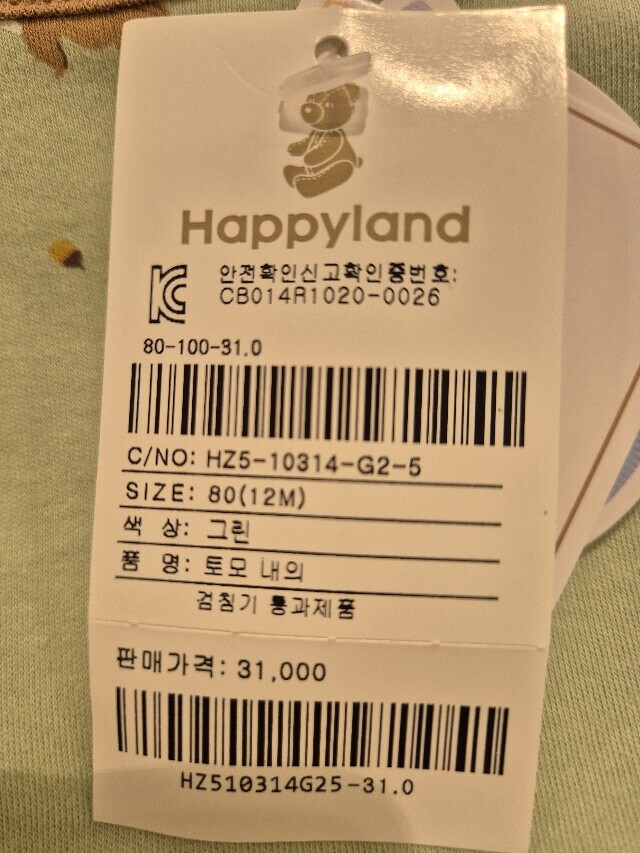 Happyland
안전확인신고확인증번호:
CB014R1020-0026
80-100-31.0
C/NO: HZ5-10314-G2-5
SIZE: 80(12M)
色 상: 그린
품 명: 토모 내의
검침기 통과제품
판매가격: 31,000
HZ510314G25-31.0